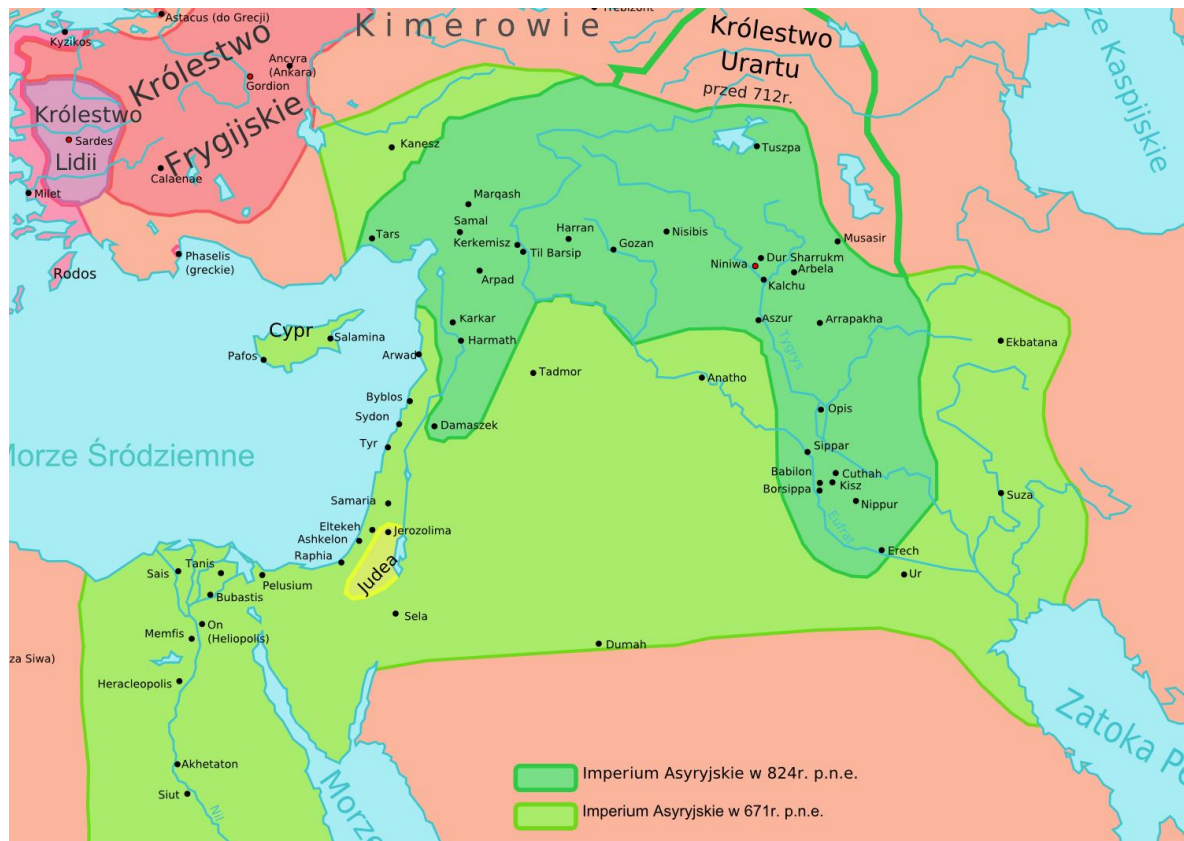 Astacus (do Grecji)
Kyzikos
Kimerowie
Królestwo
Frygijskie
Ancyra
(Ankara)
Gordion
Królestwo
Lidii
Sardes
Calaenae
Milet
Rodos
Phaselis
(greckie)
Królestwo
Urartu
przed 712r.
Kaspijskie
Kanesz
Tuszpa
Marqash
Samal
Kerkemisz
Til Barsip
Harran
Gozan
Nisibis
Musasir
Tars
Arpad
Dur Sharrukm
Niniwa
Arbela
Kalchu
Karkar
Harmath
Aszur
Arrapakha
Ekbatana
Tygrys
Cypr
Salamina
Pafos
Arwad
Tadmor
Anatho
Byblos
Sydon
Damaszek
Tyr
Opis
Sippar
Morze Śródziemne
Babilon
Borsippa
Cuthah
Kisz
Nippur
Suza
Samaria
Eltekeh
Ashkelon
Jerozolima
Raphia
Judea
Eufrat
Erech
Ur
Sais
Tanis
Pelusium
Bubastis
On
(Heliopolis)
Memfis
Sela
Dumah
za Siwa)
Heracleopolis
Akhetaton
Siut
Nil
Morze
Zatoka
Imperium Asyryjskie w 824r. p.n.e.
Imperium Asyryjskie w 671r. p.n.e.